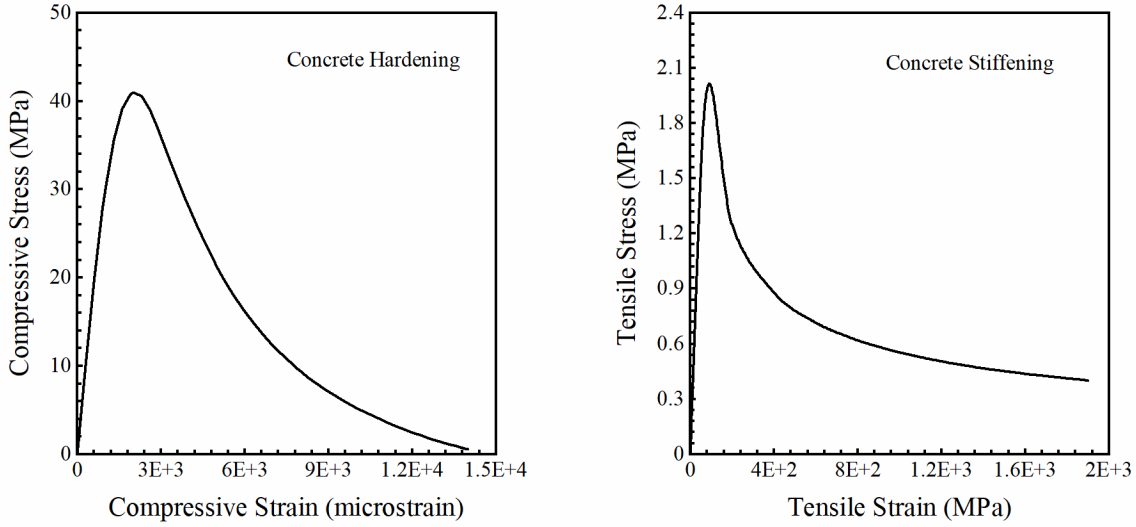 50
40
30
20
10
0
Compressive Stress (MPa)
Concrete Hardening
0 3E+3 6E+3 9E+3 1.2E+4 1.5E+4
Compressive Strain (microstrain)
2.4
2.1
1.8
1.5
1.2
0.9
0.6
0.3
0
Tensile Stress (MPa)
Concrete Stiffening
0 4E+2 8E+2 1.2E+3 1.6E+3 2E+3
Tensile Strain (MPa)